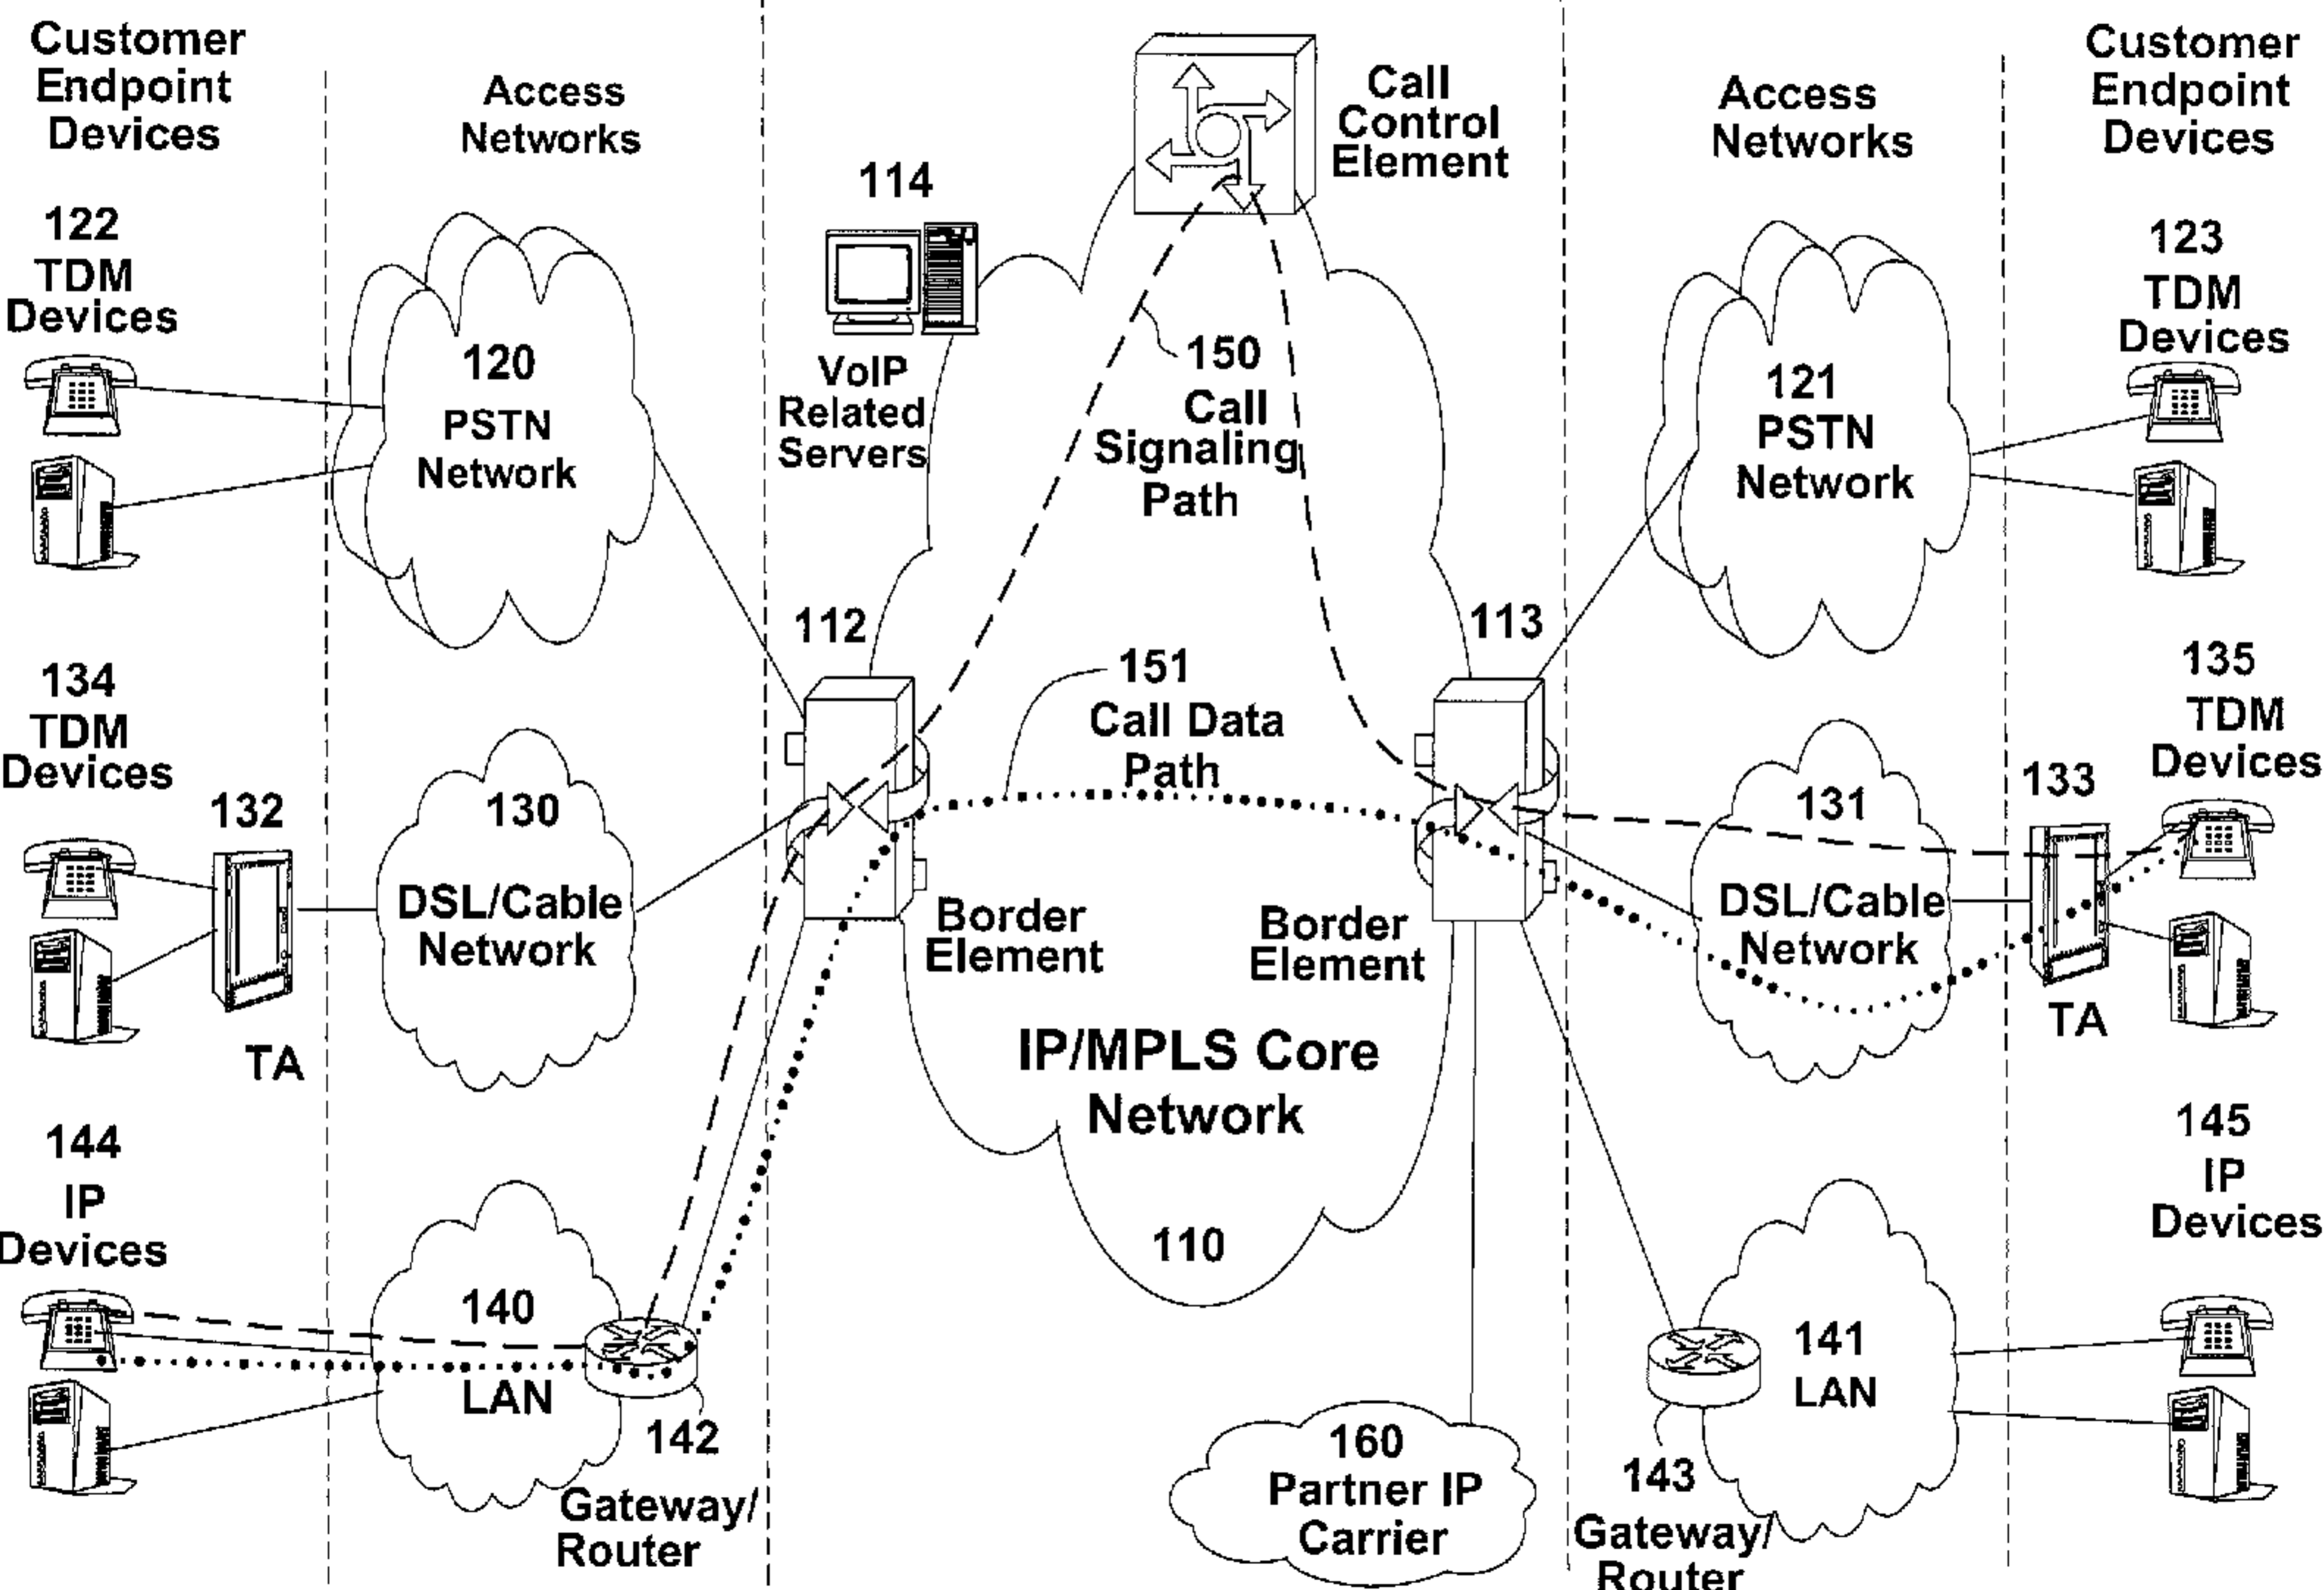 Customer
Endpoint
Devices
Access
Networks
Call
Control
Element
Access
Networks
Customer
Endpoint
Devices
122
TDM
Devices
120
PSTN
Network
114
VoIP
Related
Servers
150
Call
Signaling
Path
121
PSTN
Network
123
TDM
Devices
134
TDM
Devices
132
TA
130
DSL/Cable
Network
112
Border
Element
151
Call Data
Path
113
Border
Element
131
DSL/Cable
Network
133
TA
135
TDM
Devices
IP/MPLS Core
Network
110
144
IP
Devices
140
LAN
142
Gateway/
Router
160
Partner IP
Carrier
143
Gateway/
Router
141
LAN
145
IP
Devices